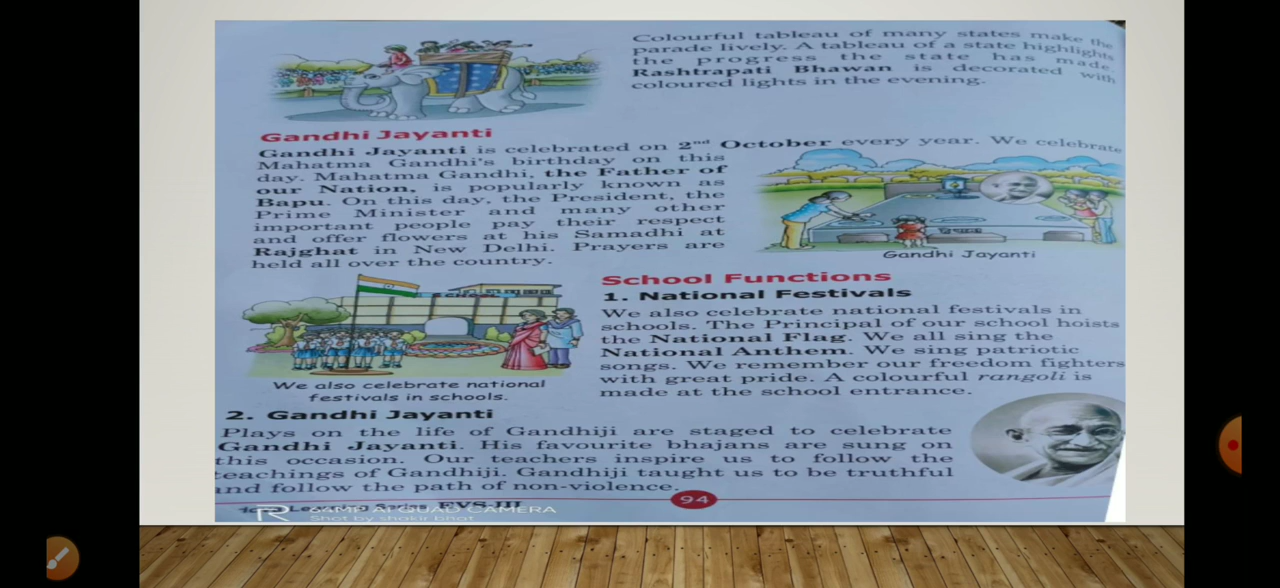 Colourful tableau of many states make the
parade lively. A tableau of a state highlights
the progress the state has made.
Rashtrapati Bhawan is decorated with
coloured lights in the evening.
Gandhi Jayanti
Gandhi Jayanti is celebrated on 2nd October every year. We celebrate
Mahatma Gandhi's birthday on this
day. Mahatma Gandhi, the Father of
our Nation, is popularly known as
Bapu. On this day, the President, the
Prime Minister and many other
important people pay their respect
and offer flowers at his Samadhi at
Rajghat in New Delhi. Prayers are
held all over the country.
Gandhi Jayanti
SCHOOL
We also celebrate national
festivals in schools.
School Functions
1. National Festivals
We also celebrate national festivals in
schools. The Principal of our school hoists
the National Flag. We all sing the
National Anthem. We sing patriotic
songs. We remember our freedom fighters
with great pride. A colourful rangoli is
made at the school entrance.
2. Gandhi Jayanti
Plays on the life of Gandhiji are staged to celebrate
Gandhi Jayanti. His favourite bhajans are sung on
this occasion. Our teachers inspire us to follow the
teachings of Gandhiji. Gandhiji taught us to be truthful
and follow the path of non-violence.
94
EVS-III
64MP AI QUAD CAMERA
Shot by shakir bhat